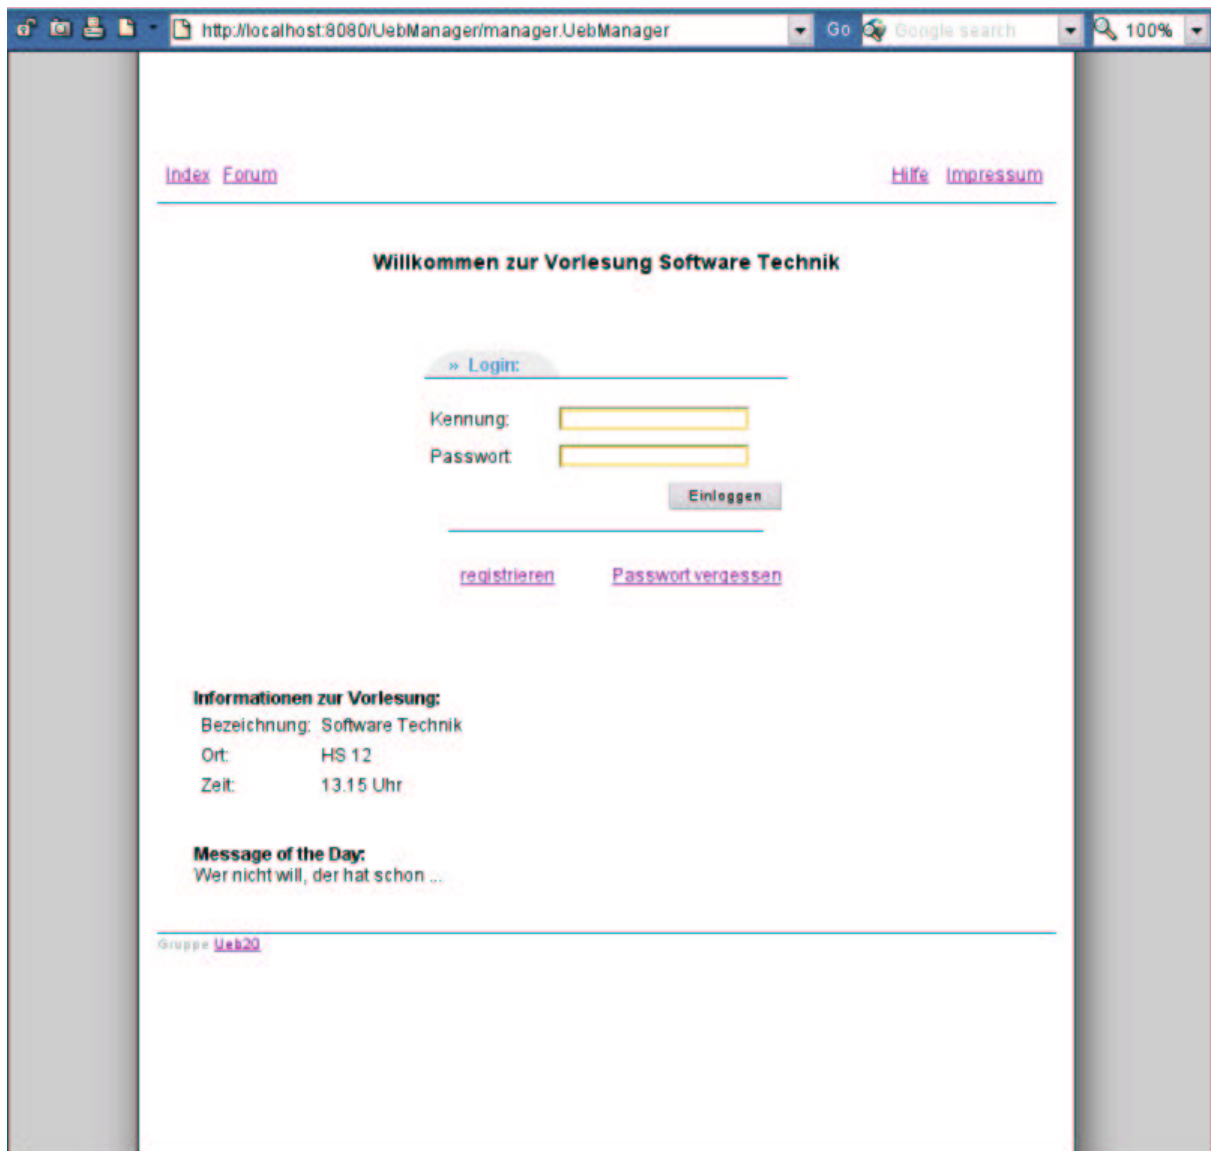 http://localhost:8080/UebManager/manager.UebManager Go Google search 100%
Index Forum Hilfe Impressum
Willkommen zur Vorlesung Software Technik
» Login:
Kennung:
Passwort:
Einloggen
registrieren Passwort vergessen
Informationen zur Vorlesung:
Bezeichnung: Software Technik
Ort: HS 12
Zeit: 13.15 Uhr
Message of the Day:
Wer nicht will, der hat schon ...
Gruppe Ueb20